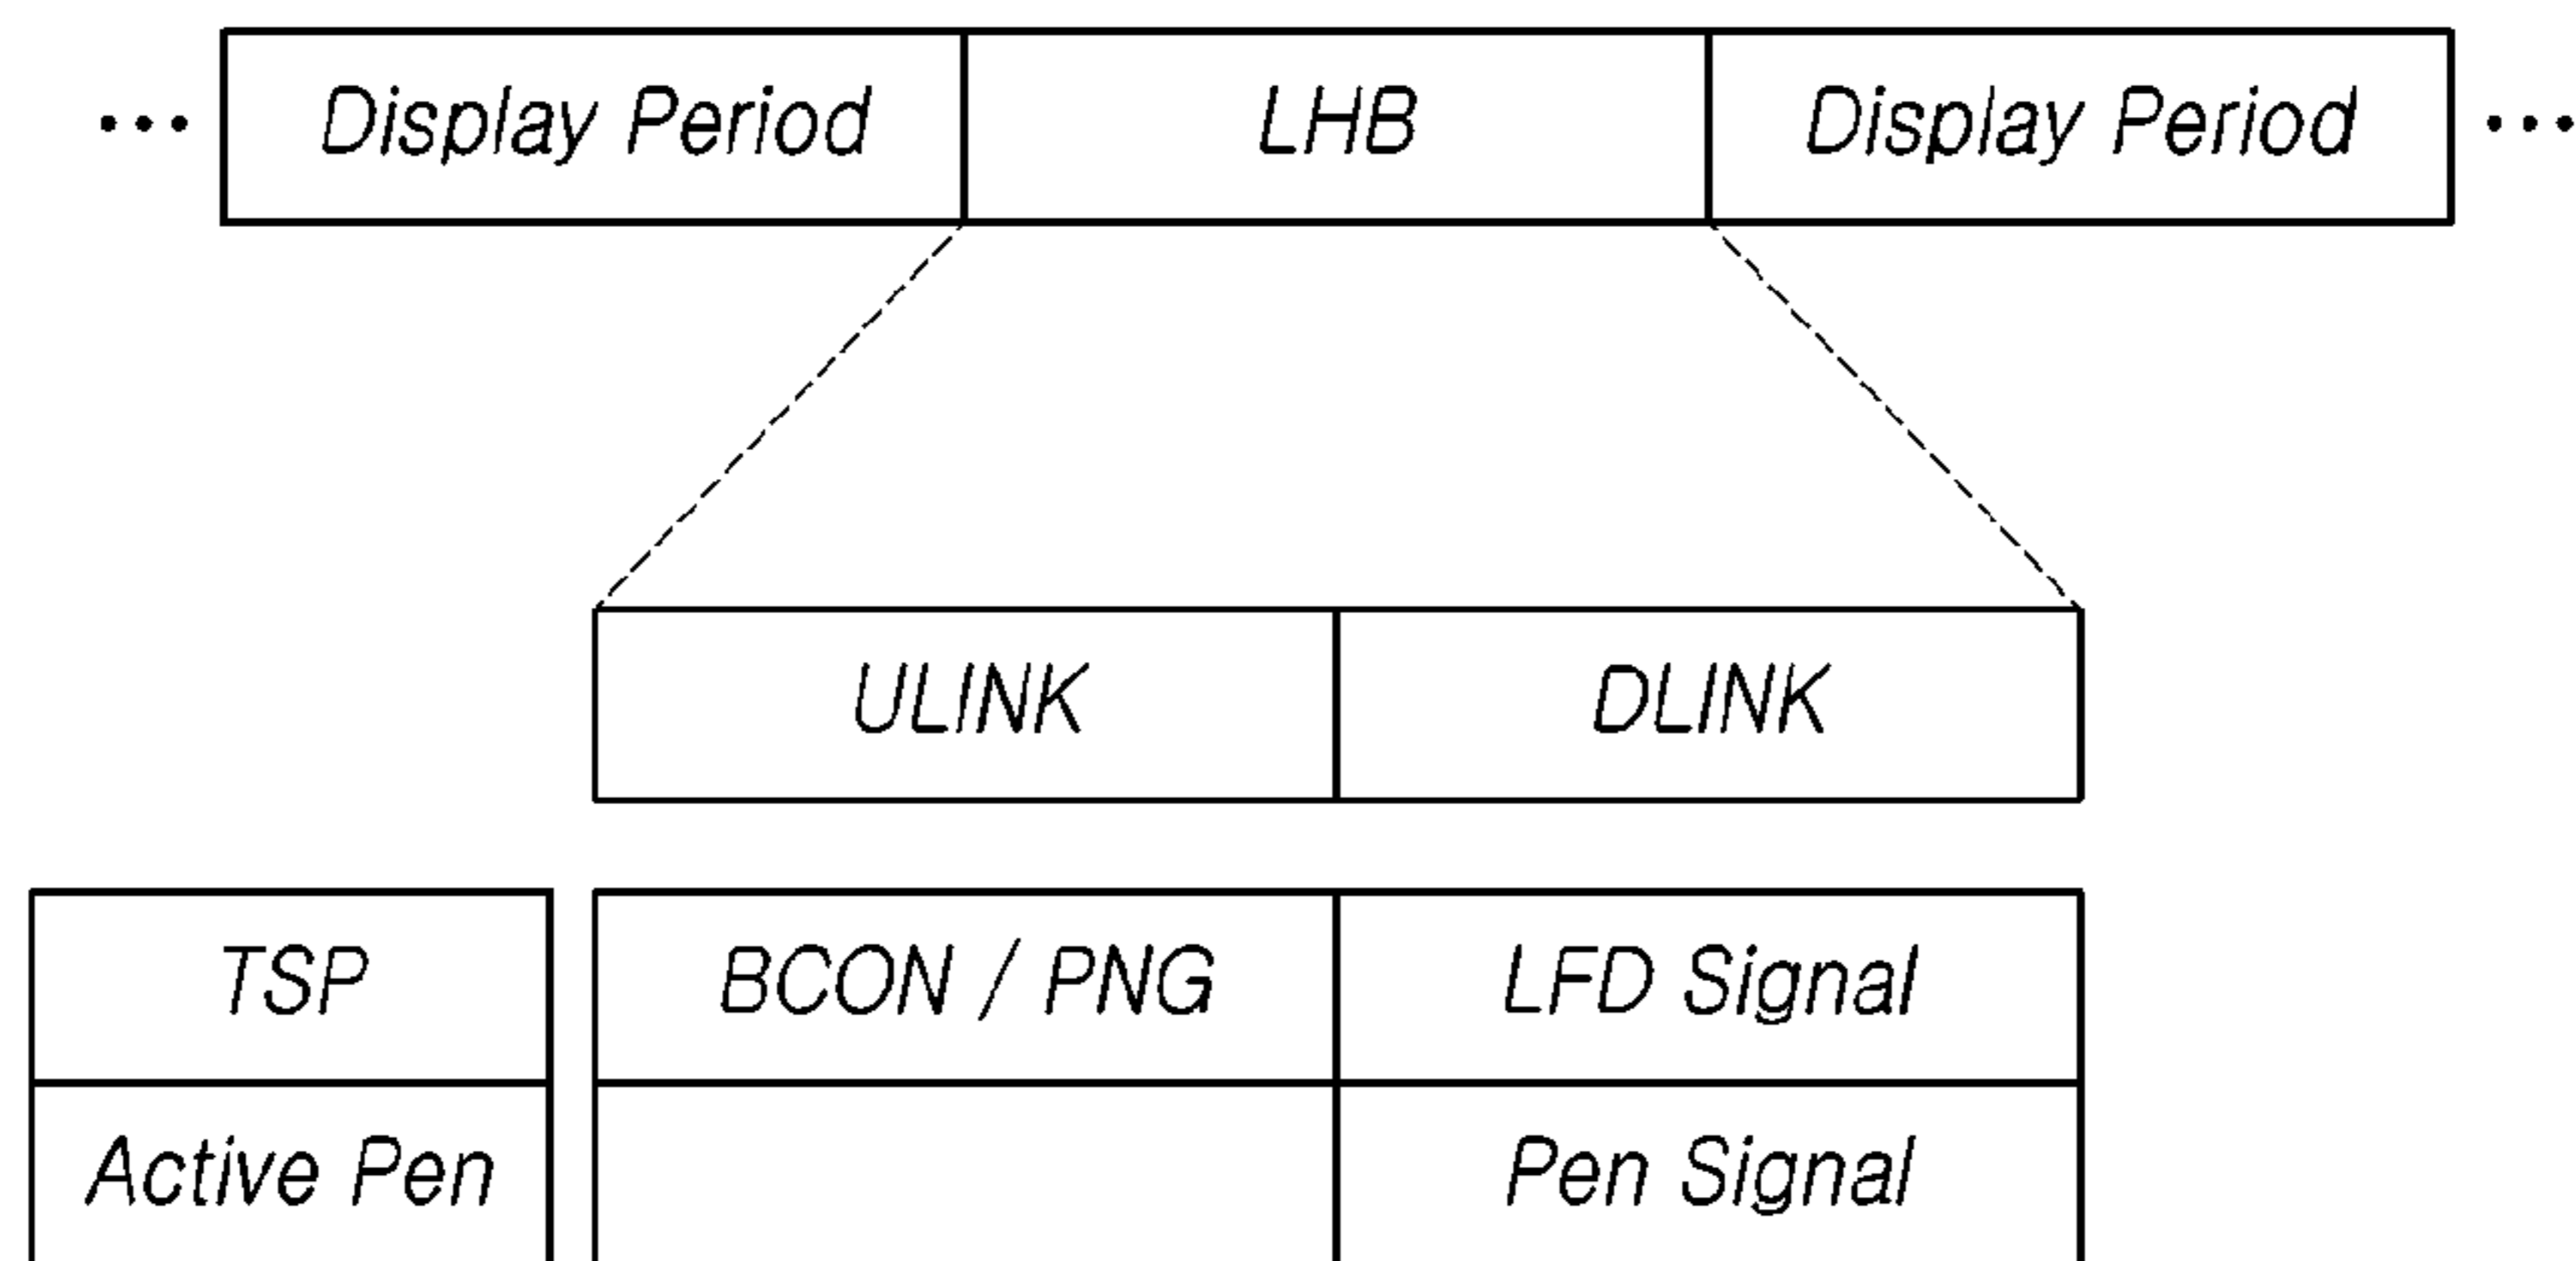 ... Display Period LHB Display Period ...
ULINK DLINK
TSP BCON / PNG LFD Signal
Active Pen Pen Signal